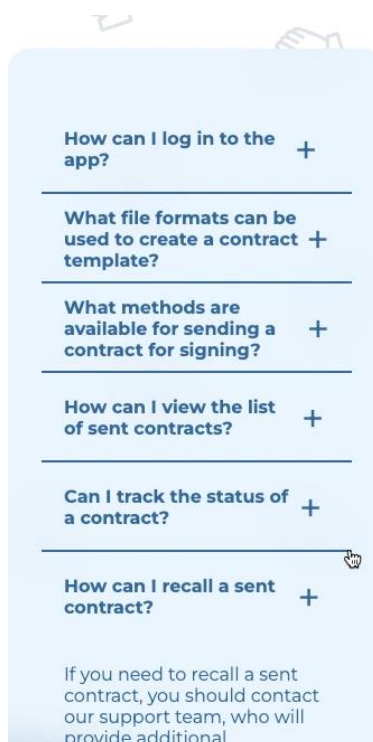 How can I log in to the
app?
+
What file formats can be
used to create a contract
template?
+
What methods are
available for sending a
contract for signing?
+
How can I view the list
of sent contracts?
+
Can I track the status of
a contract?
+
How can I recall a sent
contract?
+
If you need to recall a sent
contract, you should contact
our support team, who will
provide additional